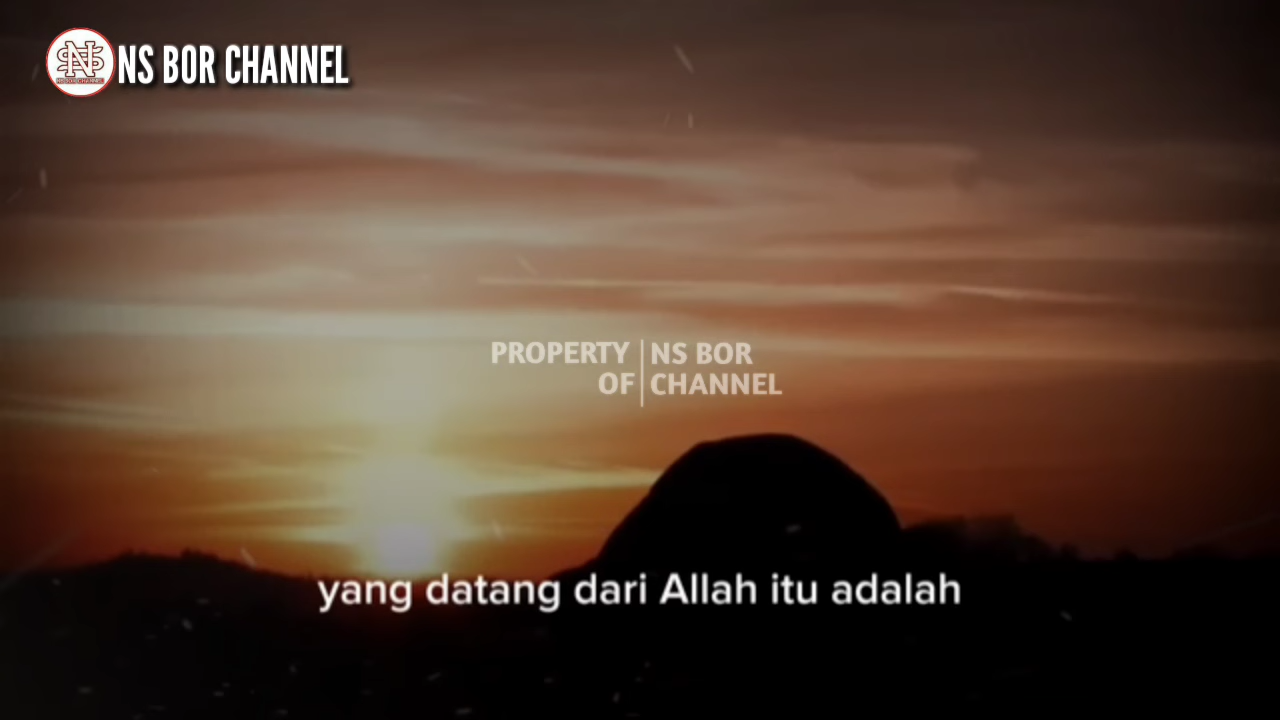 NS BOR CHANNEL
PROPERTY OF
NS BOR CHANNEL
yang datang dari Allah itu adalah